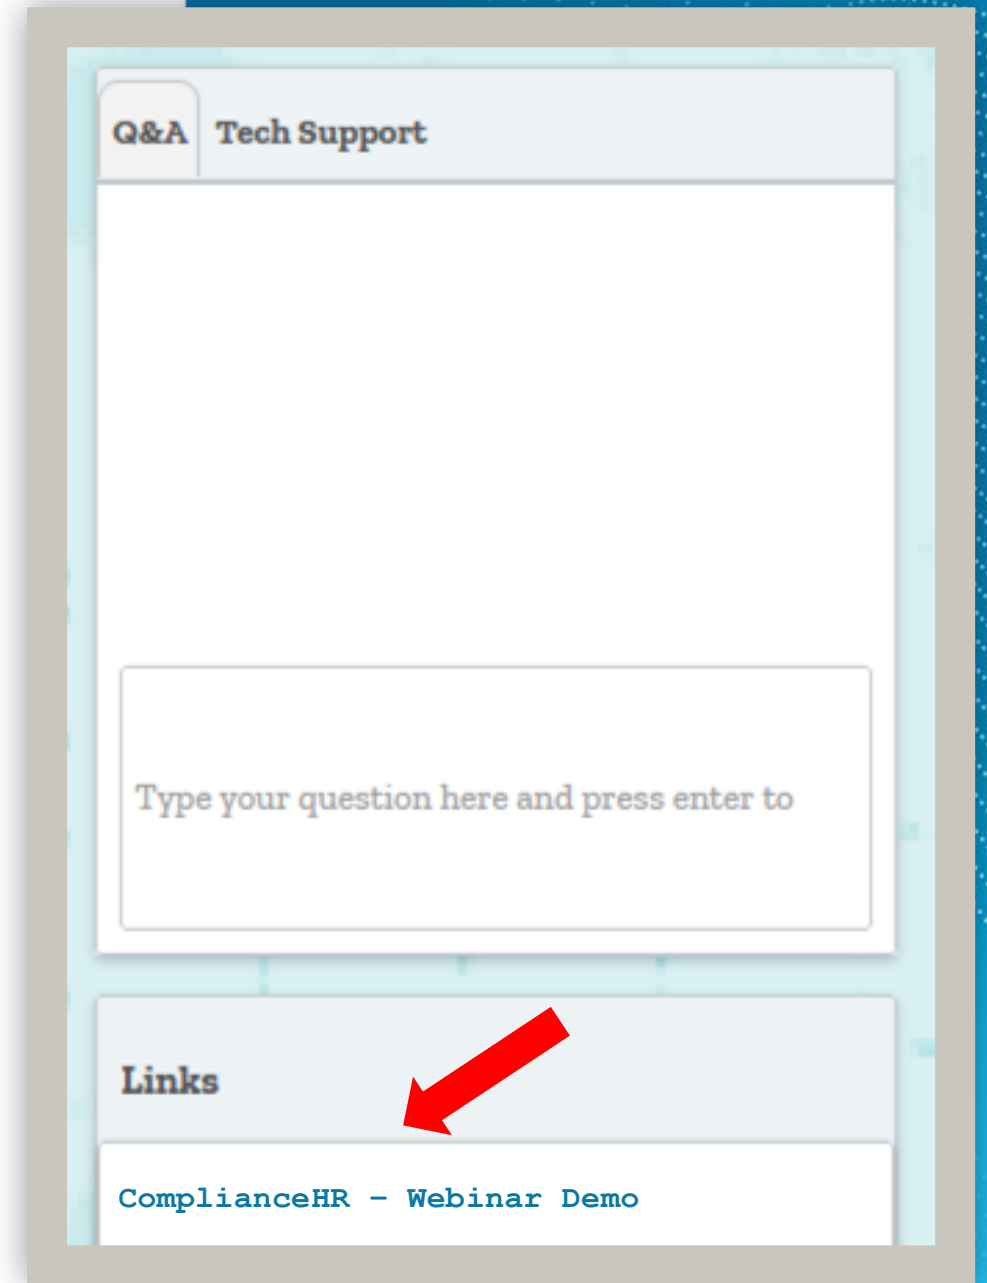 Q&A Tech Support
Type your question here and press enter to
Links
ComplianceHR – Webinar Demo